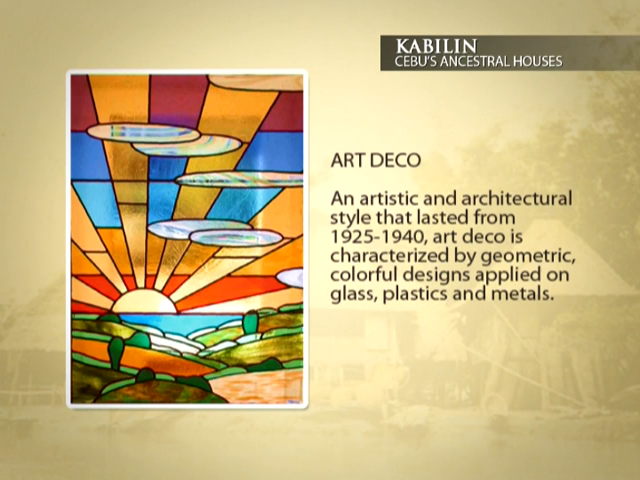 KABILIN
CEBU'S ANCESTRAL HOUSES
ART DECO
An artistic and architectural
style that lasted from
1925-1940, art deco is
characterized by geometric,
colorful designs applied on
glass, plastics and metals.